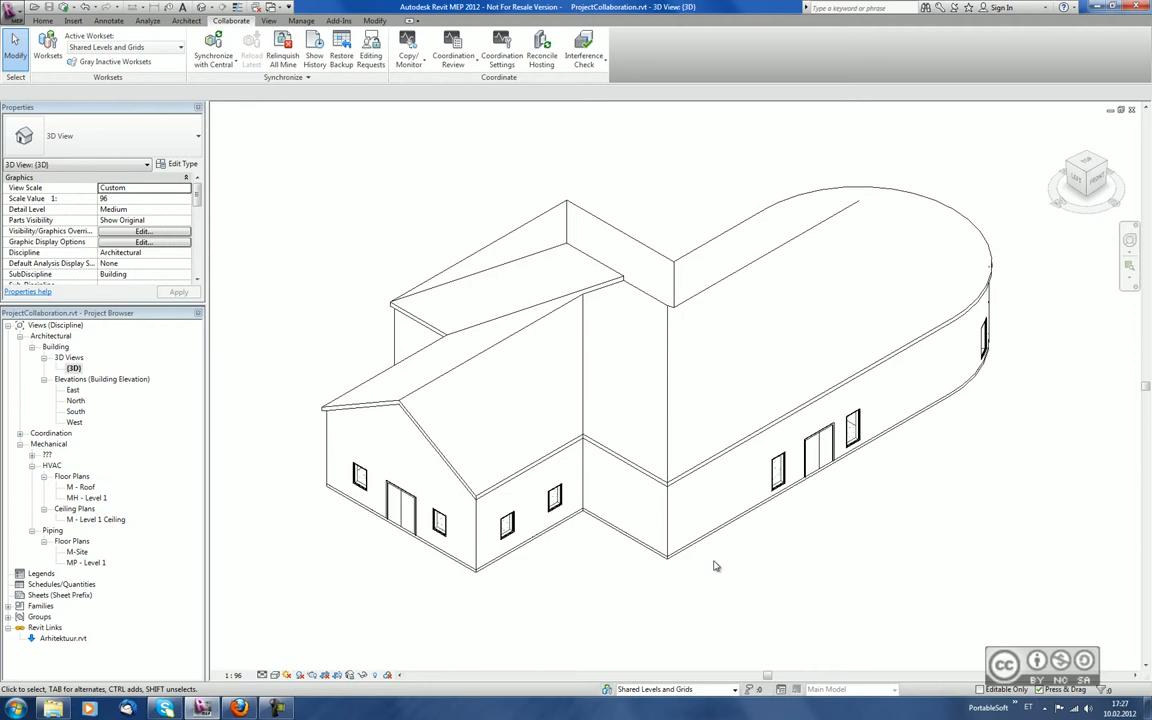 Autodesk Revit MEP 2012 - Not For Resale Version - ProjectCollaboration.rvt - 3D View: {3D}
Type a keyword or phrase
Sign In
Home Insert Annotate Analyze Architect Collaborate View Manage Add-Ins Modify
Active Workset:
Shared Levels and Grids
Gray Inactive Worksets
Modify
Worksets
Synchronize with Central
Reload Latest
Relinquish All Mine
Show History
Restore Backup
Editing Requests
Copy/ Monitor
Coordination Review
Coordination Settings
Reconcile Hosting
Interference Check
Select
Worksets
Synchronize
Coordinate
Properties
3D View
3D View: {3D}
Edit Type
Graphics
View Scale Custom
Scale Value 1: 96
Detail Level Medium
Parts Visibility Show Original
Visibility/Graphics Overri... Edit...
Graphic Display Options Edit...
Discipline Architectural
Default Analysis Display S... None
SubDiscipline Building
Properties help
Apply
ProjectCollaboration.rvt - Project Browser
Views (Discipline)
Architectural
Building
3D Views
{3D}
Elevations (Building Elevation)
East
North
South
West
Coordination
Mechanical
???
HVAC
Floor Plans
M - Roof
MH - Level 1
Ceiling Plans
M - Level 1 Ceiling
Piping
Floor Plans
M-Site
MP - Level 1
Legends
Schedules/Quantities
Sheets (Sheet Prefix)
Families
Groups
Revit Links
Arhitektuur.rvt
TOP
LEFT
FRONT
1 : 96
Click to select, TAB for alternates, CTRL adds, SHIFT unselects.
Shared Levels and Grids
:0
Main Model
Editable Only
Press & Drag
:0
cc
BY NC SA
PortableSoft
ET
17:27
10.02.2012